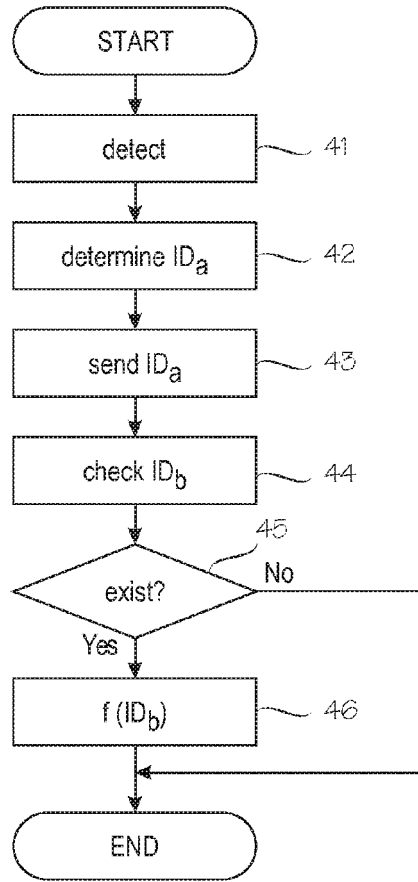 START
detect 41
determine IDa 42
send IDa 43
check IDb 44
45
exist? No
Yes
f (IDb) 46
END